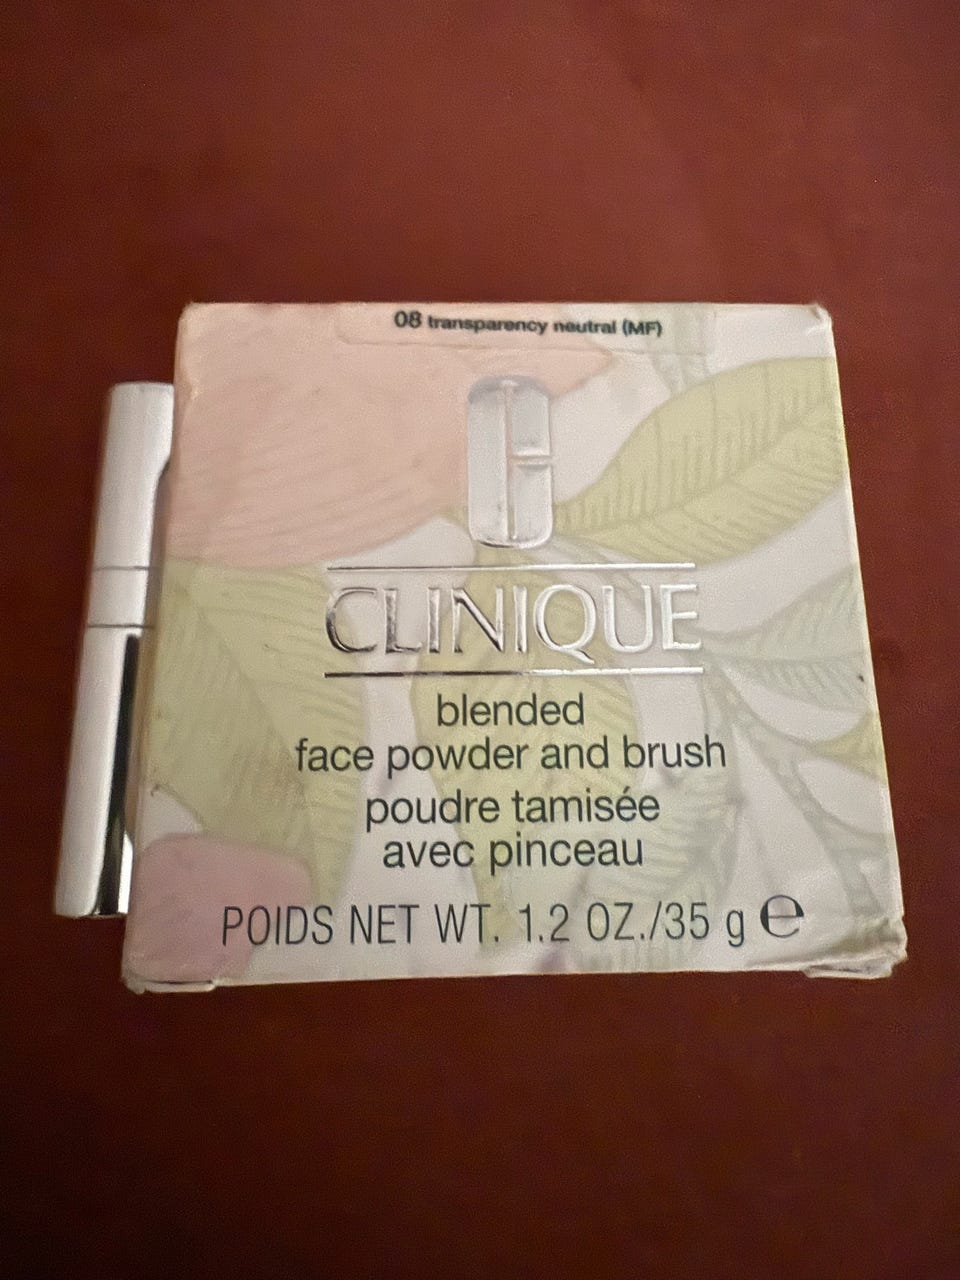 08 transparency neutral (MF)
CLINIQUE
blended
face powder and brush
poudre tamisée
avec pinceau
POIDS NET WT. 1.2 OZ./35 g ℮